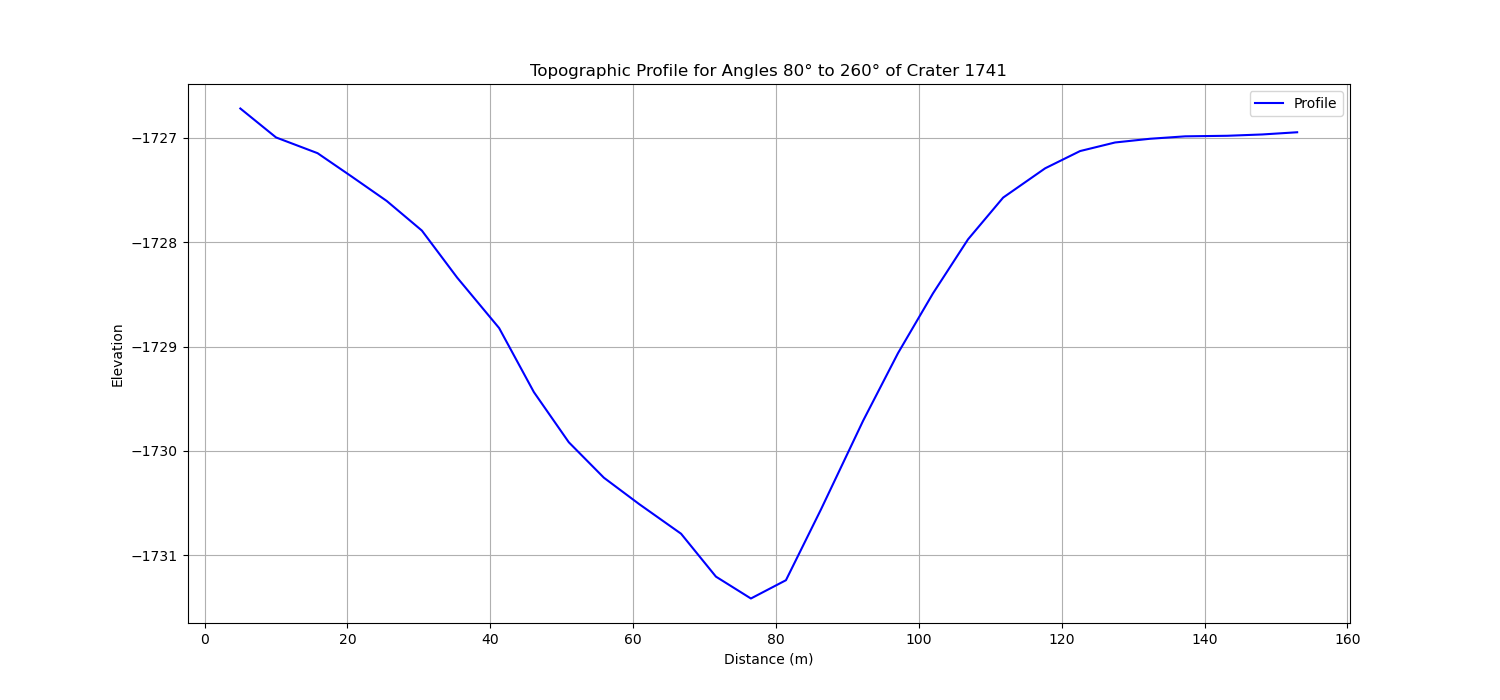 Topographic Profile for Angles 80° to 260° of Crater 1741
Profile
−1727
−1728
−1729
−1730
−1731
Elevation
0 20 40 60 80 100 120 140 160
Distance (m)